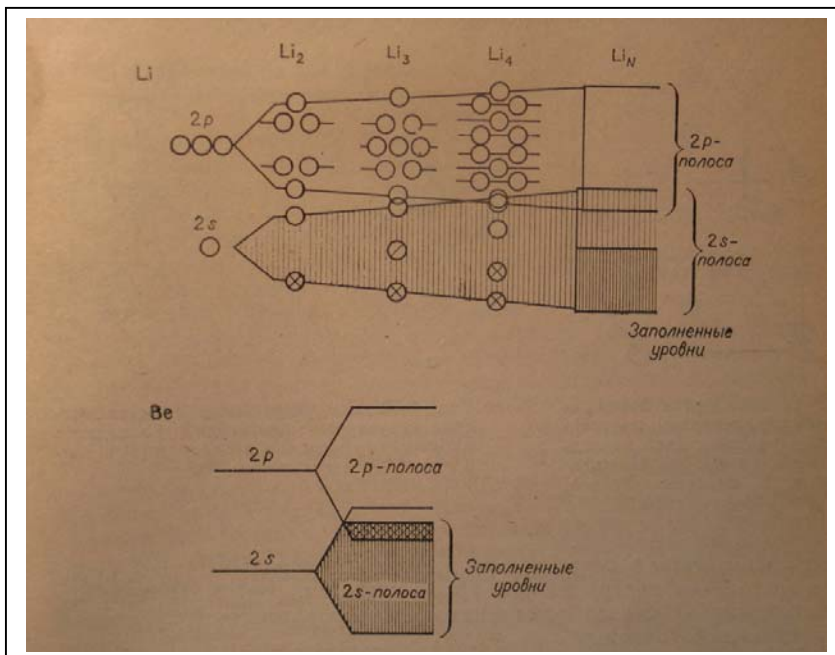 Li
Li₂
Li₃
Li₄
Li_N
2p
2p-
полоса
2s
2s-
полоса
Заполненные
уровни
Be
2p
2p-полоса
2s
2s-полоса
Заполненные
уровни